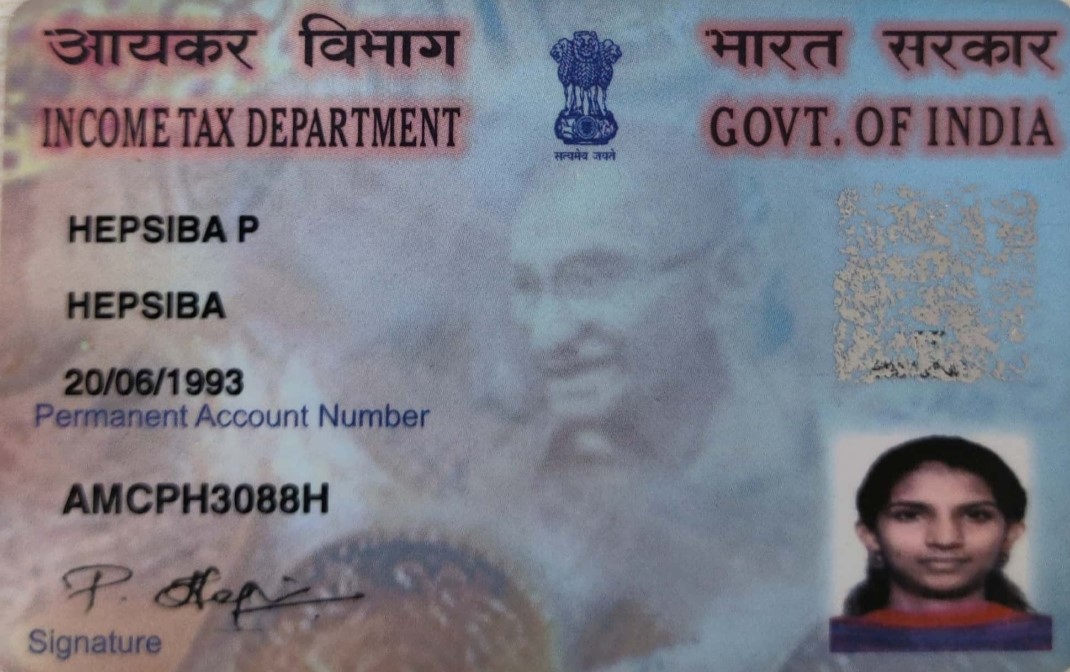 आयकर विभाग
INCOME TAX DEPARTMENT
सत्यमेव जयते
भारत सरकार
GOVT. OF INDIA
HEPSIBA P
HEPSIBA
20/06/1993
Permanent Account Number
AMCPH3088H
P. Hepsi
Signature